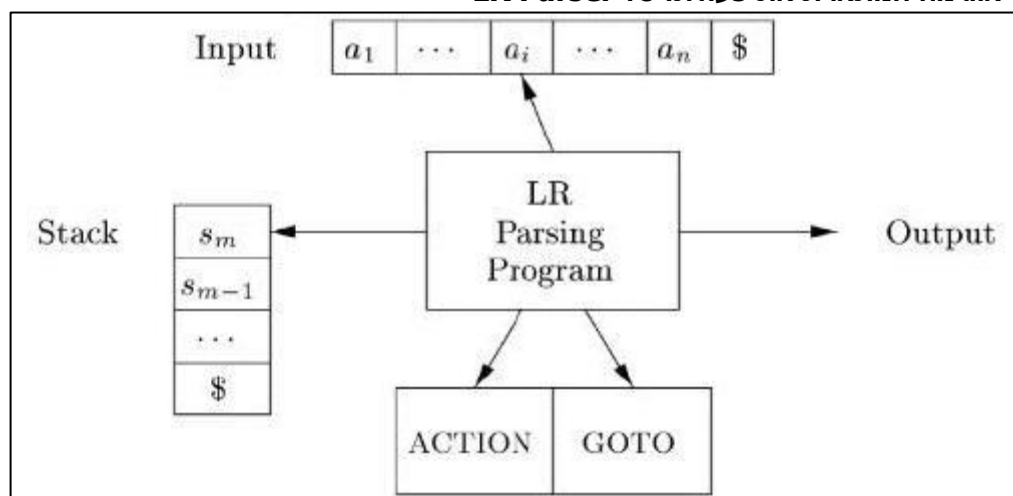 Input a₁ ⋯ aᵢ ⋯ aₙ $
LR
Parsing
Program
Stack
sₘ
sₘ₋₁
⋯
$
Output
ACTION GOTO